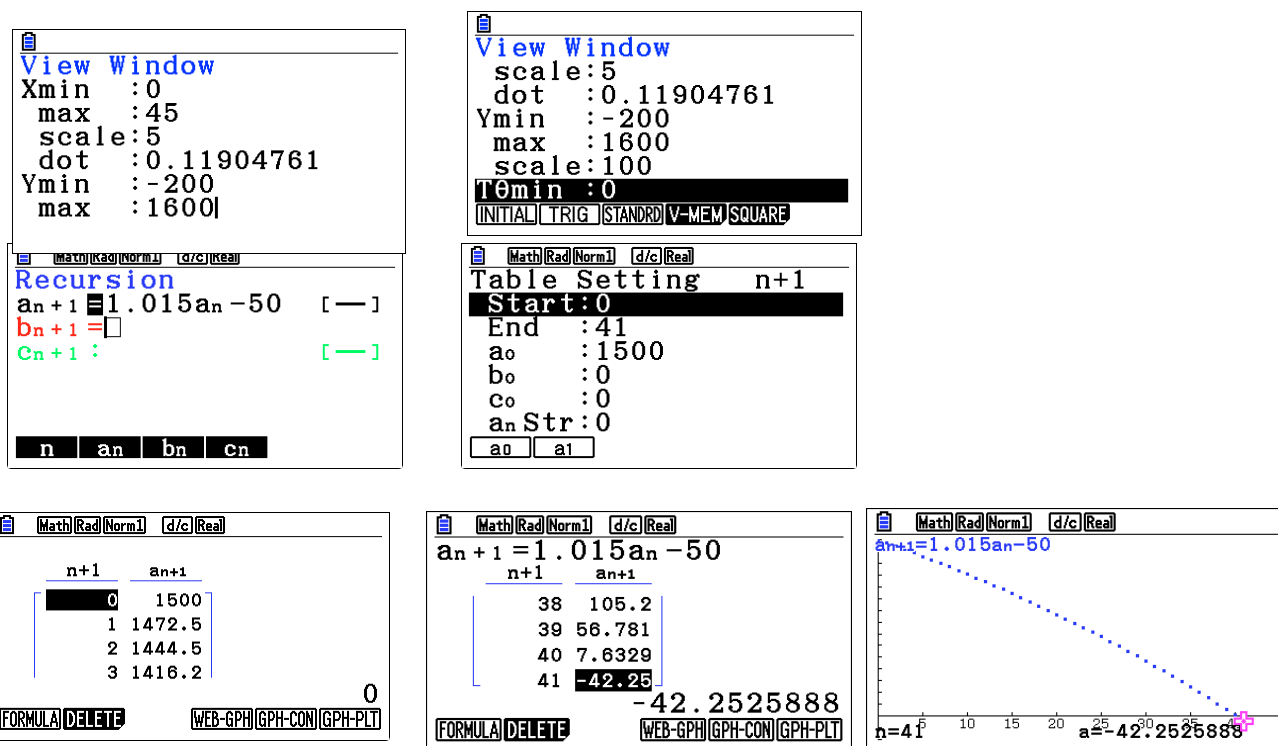 View Window
Xmin :0
max :45
scale:5
dot :0.11904761
Ymin :-200
max :1600
View Window
scale:5
dot :0.11904761
Ymin :-200
max :1600
scale:100
Tθmin :0
INITIAL TRIG STANDRD V-MEM SQUARE
Math Rad Norm1 d/c Real
Recursion
an+1=1.015an-50 [—]
bn+1=
cn+1: [—]
n an bn cn
Math Rad Norm1 d/c Real
Table Setting n+1
Start:0
End :41
a0 :1500
b0 :0
c0 :0
anStr:0
a0 a1
Math Rad Norm1 d/c Real
n+1 an+1
0 1500
1 1472.5
2 1444.5
3 1416.2
0
FORMULA DELETE WEB-GPH GPH-CON GPH-PLT
Math Rad Norm1 d/c Real
an+1=1.015an-50
n+1 an+1
38 105.2
39 56.781
40 7.6329
41 -42.25
-42.2525888
FORMULA DELETE WEB-GPH GPH-CON GPH-PLT
Math Rad Norm1 d/c Real
an+1=1.015an-50
5 10 15 20 25 30 35
n=41 a=-42.2525888